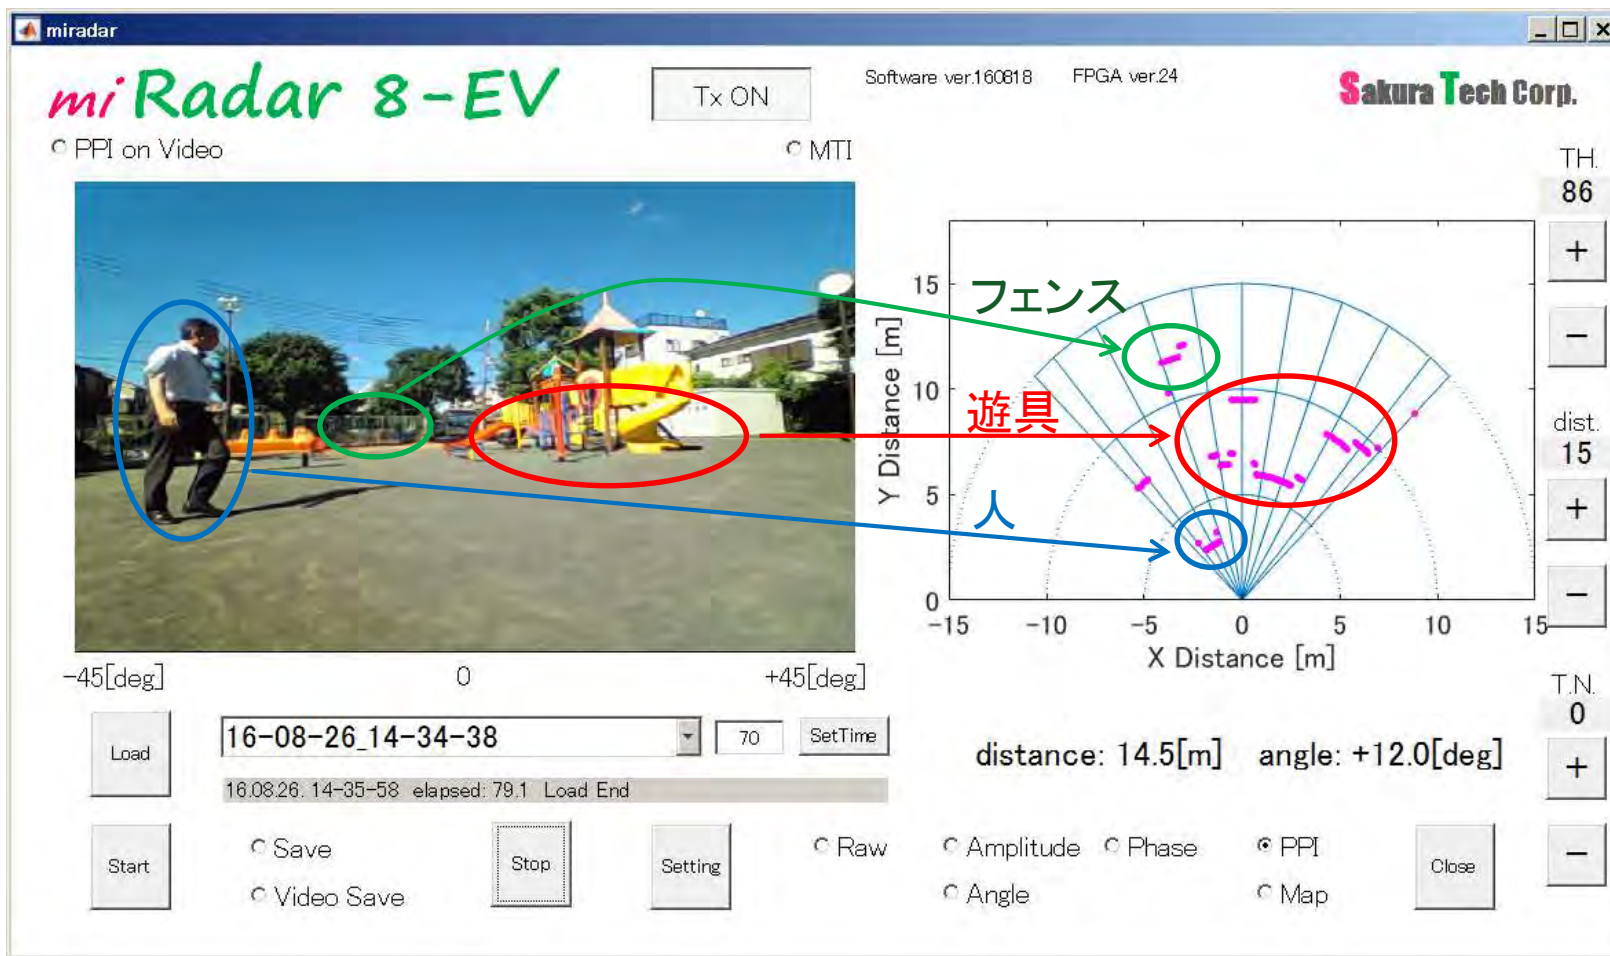 miradar
mi Radar 8-EV
Tx ON
Software ver.160818 FPGA ver.24
Sakura Tech Corp.
PPI on Video
MTI
TH.
86
+
−
dist.
15
+
−
T.N.
0
+
−
フェンス
遊具
人
Y Distance [m]
15
10
5
0
-15 -10 -5 0 5 10 15
X Distance [m]
-45[deg] 0 +45[deg]
Load
16-08-26_14-34-38
70
SetTime
16.08.26. 14-35-58 elapsed: 79.1 Load End
distance: 14.5[m] angle: +12.0[deg]
Start
Save
Video Save
Stop
Setting
Raw
Amplitude
Phase
PPI
Angle
Map
Close